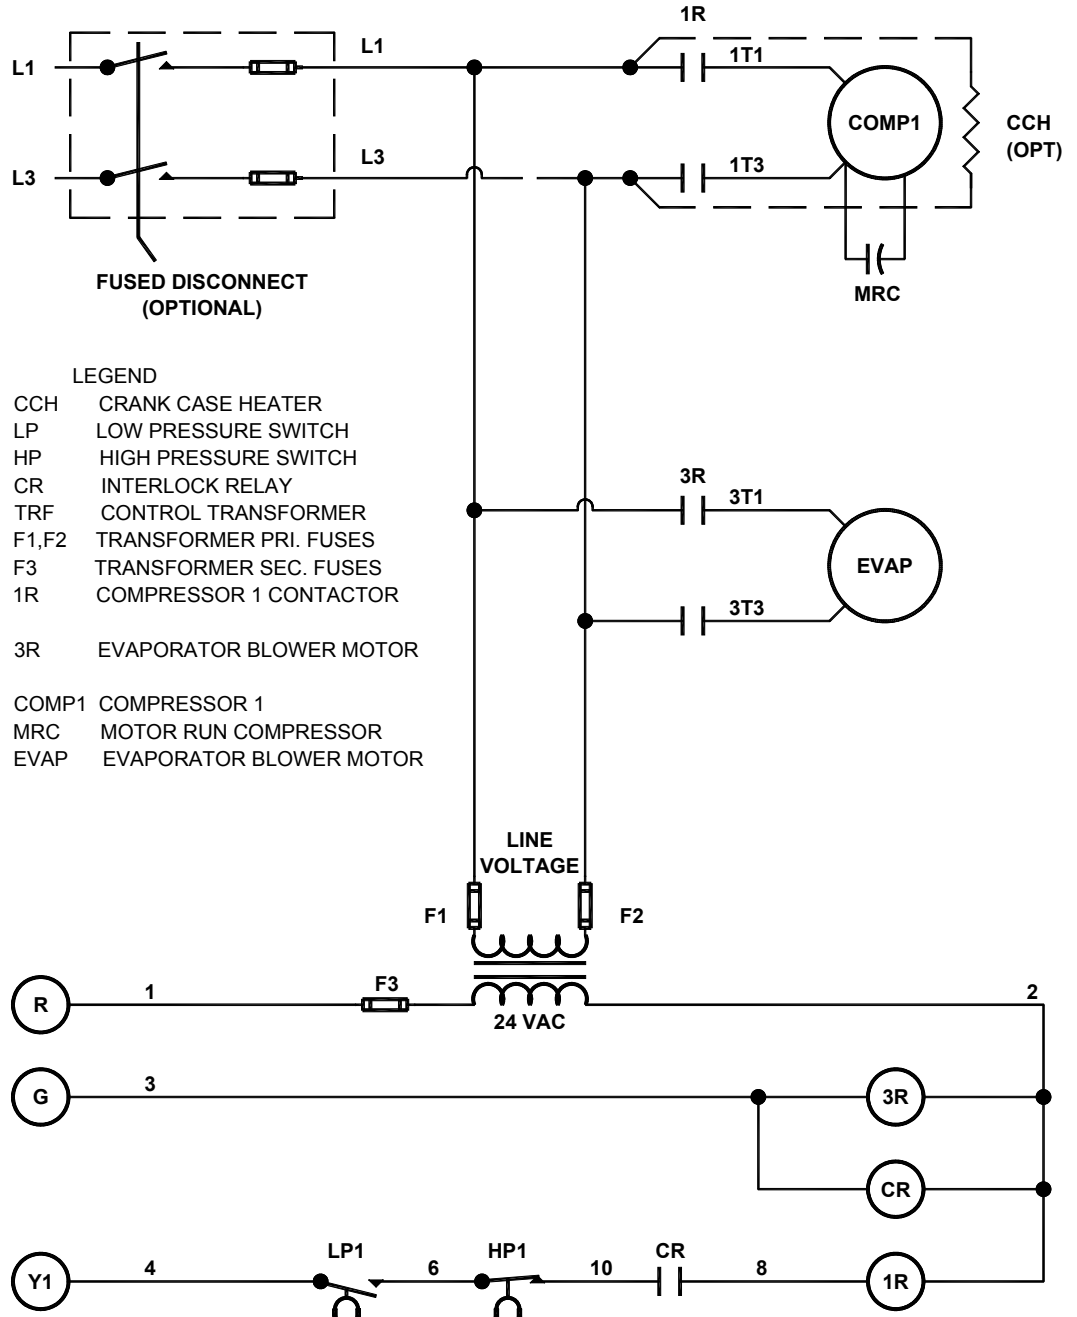 1R
L1
L1
1T1
COMP1
CCH
(OPT)
L3
L3
1T3
MRC
FUSED DISCONNECT
(OPTIONAL)
LEGEND
CCH CRANK CASE HEATER
LP LOW PRESSURE SWITCH
HP HIGH PRESSURE SWITCH
CR INTERLOCK RELAY
TRF CONTROL TRANSFORMER
F1,F2 TRANSFORMER PRI. FUSES
F3 TRANSFORMER SEC. FUSES
1R COMPRESSOR 1 CONTACTOR
3R EVAPORATOR BLOWER MOTOR
COMP1 COMPRESSOR 1
MRC MOTOR RUN COMPRESSOR
EVAP EVAPORATOR BLOWER MOTOR
3R
3T1
EVAP
3T3
LINE
VOLTAGE
F1
F2
R
1
F3
24 VAC
2
G
3
3R
CR
Y1
4
LP1
6
HP1
10
CR
8
1R